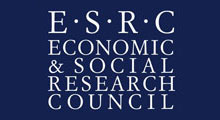 E·S·R·C
ECONOMIC
& SOCIAL
RESEARCH
COUNCIL